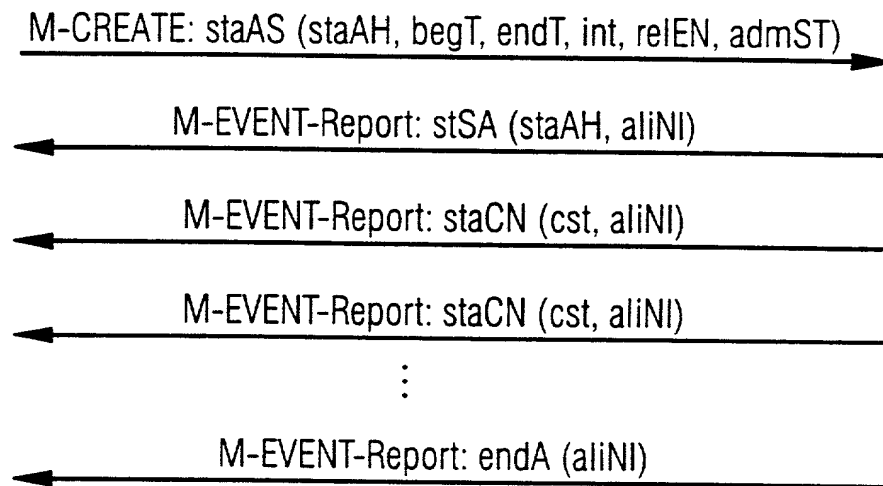 M-CREATE: staAS (staAH, begT, endT, int, relEN, admST)
M-EVENT-Report: stSA (staAH, aliNI)
M-EVENT-Report: staCN (cst, aliNI)
M-EVENT-Report: staCN (cst, aliNI)
⋮
M-EVENT-Report: endA (aliNI)